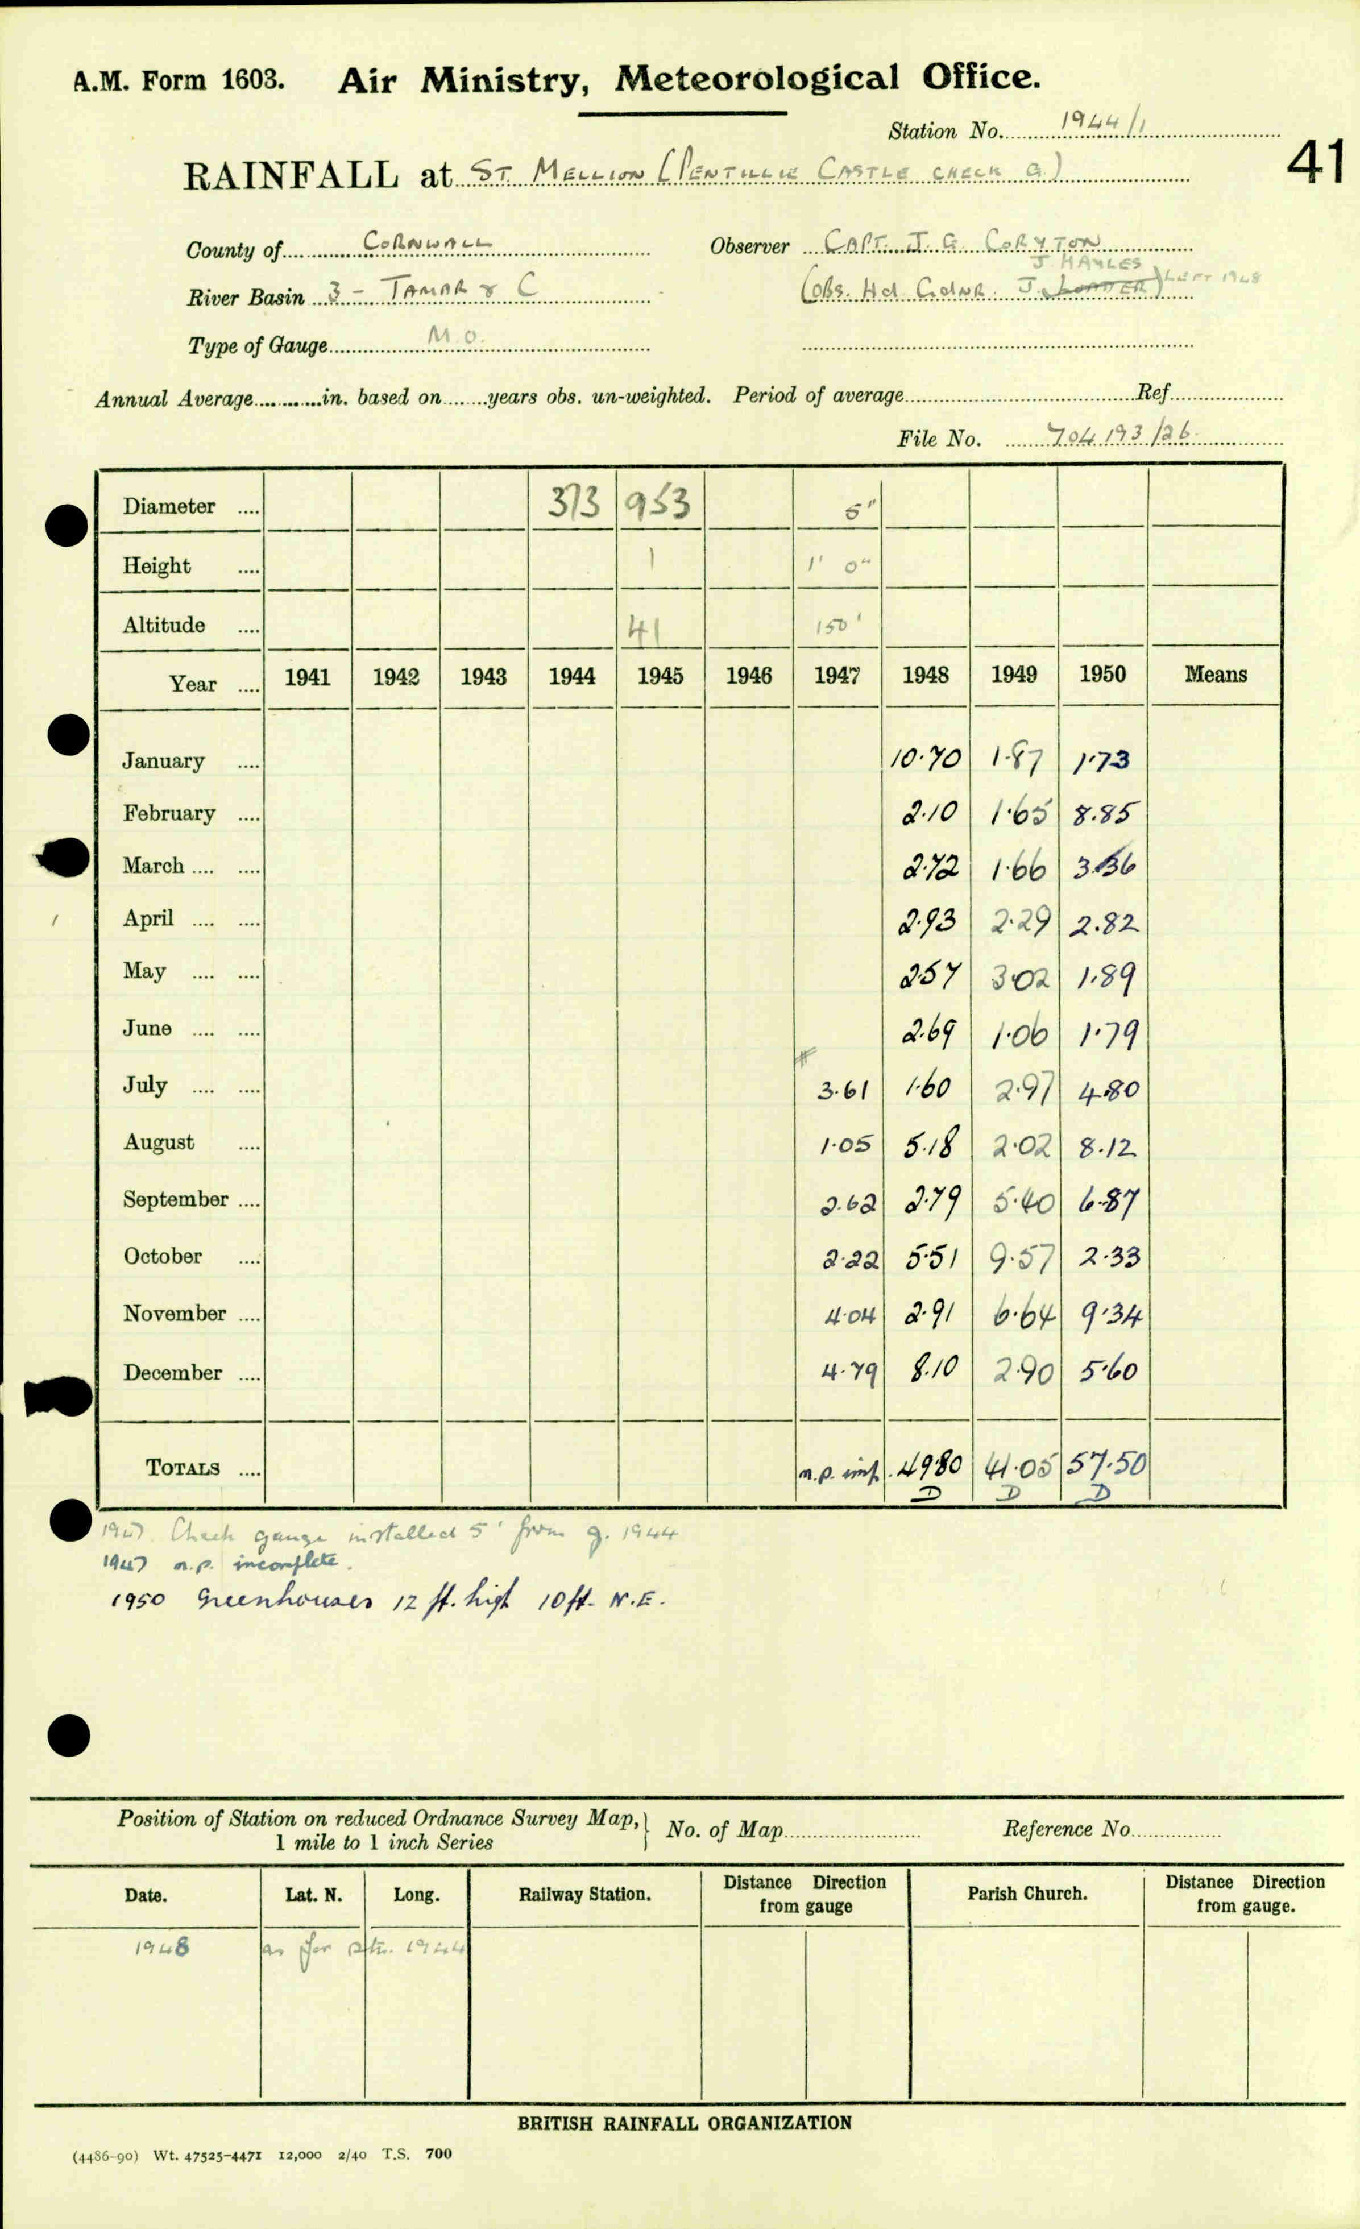 A.M. Form 1603. Air Ministry, Meteorological Office.
Station No. 1944/1
41
RAINFALL at ST. MELLION (PENTILLIE CASTLE CHECK G.)
County of CORNWALL Observer CAPT. J. G. CORYTON
J. HAYLES
River Basin 3 - TAMAR & C (OBS. Hd GdNR. J. LOADER) LEFT 1948
Type of Gauge M.O.
Annual Average in. based on years obs. un-weighted. Period of average Ref
File No. 704193/26
Diameter 373 953 5"
Height 1 1' 0"
Altitude 41 150'
Year 1941 1942 1943 1944 1945 1946 1947 1948 1949 1950 Means
January 10.70 1.87 1.73
February 2.10 1.65 8.85
March 2.72 1.66 3.36
April 2.93 2.29 2.82
May 2.57 3.02 1.89
June 2.69 1.06 1.79
July 3.61 1.60 2.97 4.80
August 1.05 5.18 2.02 8.12
September 2.62 2.79 5.40 6.87
October 2.22 5.51 9.57 2.33
November 4.04 2.91 6.64 9.34
December 4.79 8.10 2.90 5.60
TOTALS n.p. inf. 49.80 41.05 57.50
D D D
1947 Check gauge installed 5' from g. 1944
1947 n.p. incomplete.
1950 Greenhouses 12 ft. high 10 ft. N.E.
Position of Station on reduced Ordnance Survey Map, 1 mile to 1 inch Series No. of Map Reference No
Date. Lat. N. Long. Railway Station. Distance Direction from gauge Parish Church. Distance Direction from gauge.
1948 as for stn. 1944
BRITISH RAINFALL ORGANIZATION
(4486-90) Wt. 47525-4471 12,000 2/40 T.S. 700